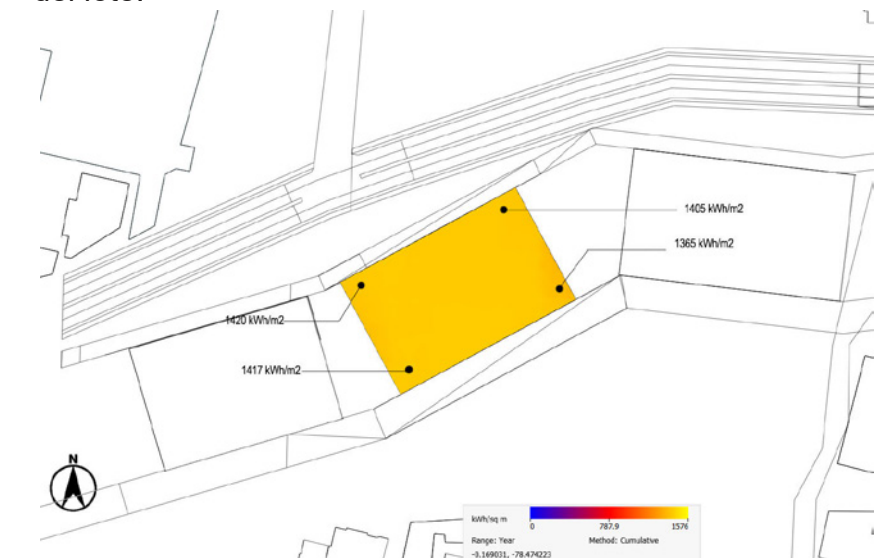 1405 kWh/m2
1365 kWh/m2
1420 kWh/m2
1417 kWh/m2
N
kWh/sq m
0 787.9 1576
Range: Year Method: Cumulative
-0.169031, -78.474223